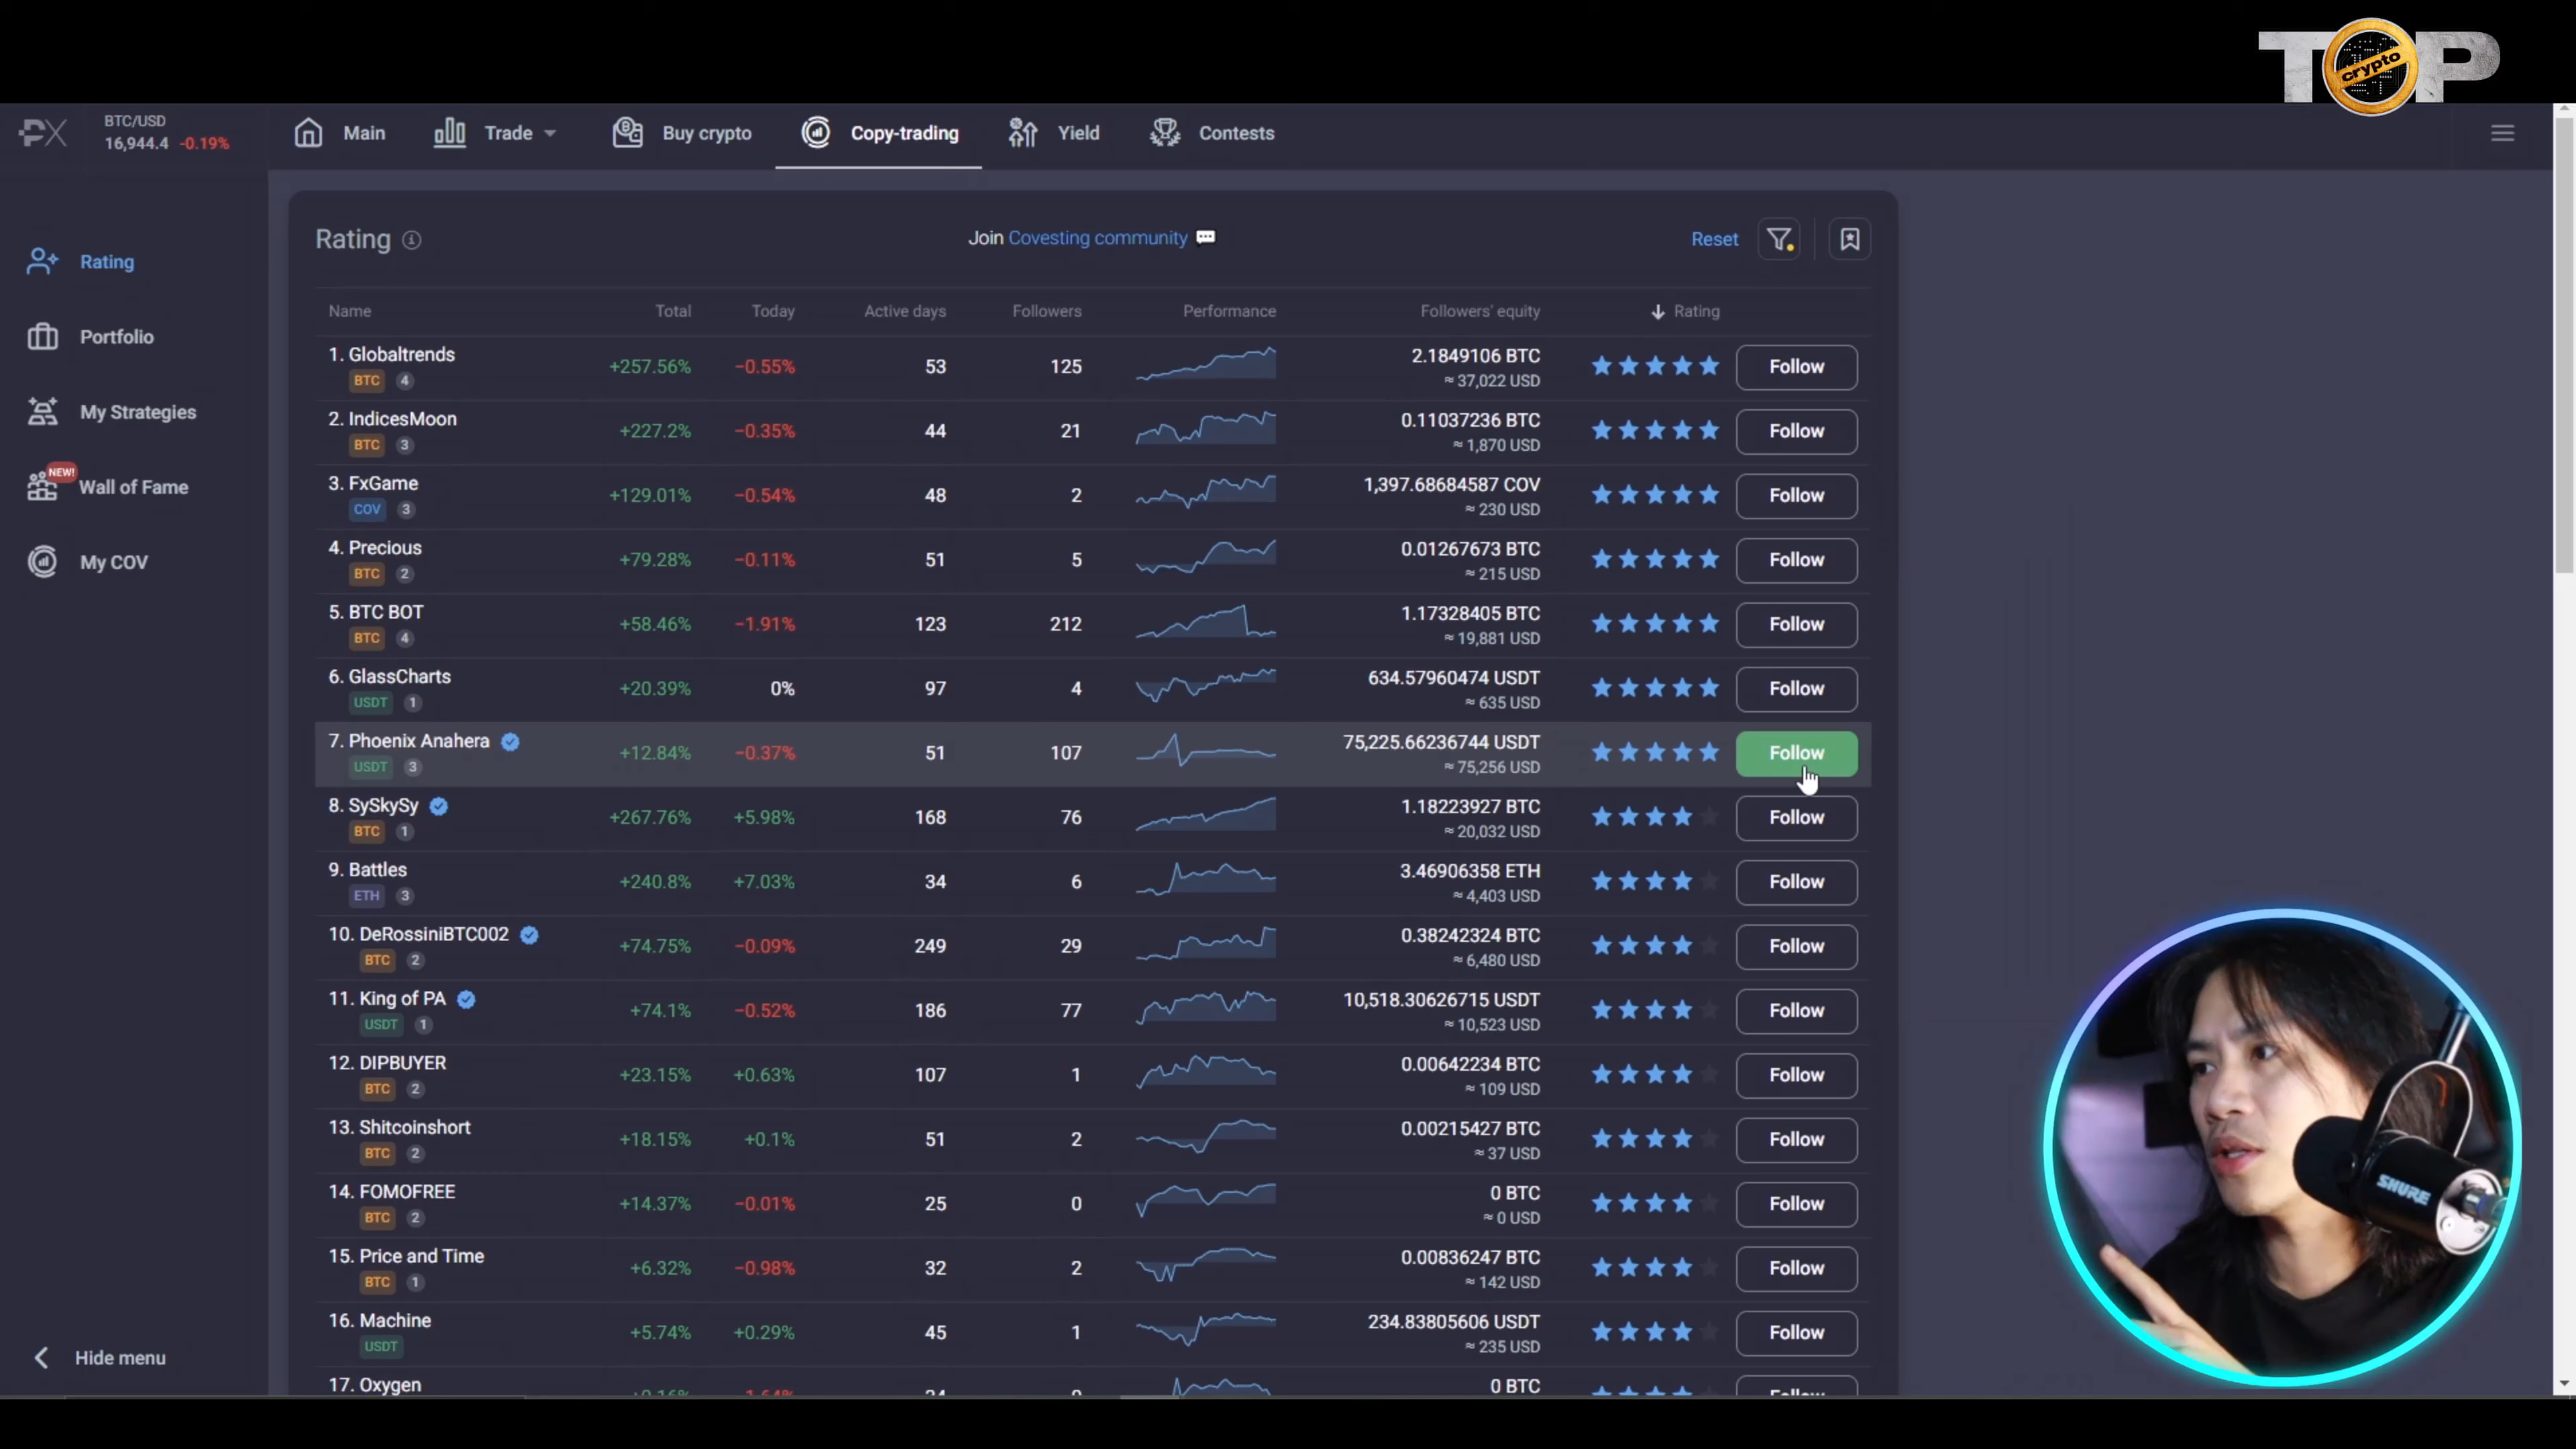 TOP
crypto
PX
BTC/USD
16,944.4 -0.19%
Main
Trade
Buy crypto
Copy-trading
Yield
Contests
Rating
Portfolio
My Strategies
NEW!
Wall of Fame
My COV
Hide menu
Rating
Join Covesting community
Reset
Name Total Today Active days Followers Performance Followers' equity Rating
1. Globaltrends +257.56% −0.55% 53 125 2.1849106 BTC Follow
BTC 4 ≈ 37,022 USD
2. IndicesMoon +227.2% −0.35% 44 21 0.11037236 BTC Follow
BTC 3 ≈ 1,870 USD
3. FxGame +129.01% −0.54% 48 2 1,397.68684587 COV Follow
COV 3 ≈ 230 USD
4. Precious +79.28% −0.11% 51 5 0.01267673 BTC Follow
BTC 2 ≈ 215 USD
5. BTC BOT +58.46% −1.91% 123 212 1.17328405 BTC Follow
BTC 4 ≈ 19,881 USD
6. GlassCharts +20.39% 0% 97 4 634.57960474 USDT Follow
USDT 1 ≈ 635 USD
7. Phoenix Anahera +12.84% −0.37% 51 107 75,225.66236744 USDT Follow
USDT 3 ≈ 75,256 USD
8. SySkySy +267.76% +5.98% 168 76 1.18223927 BTC Follow
BTC 1 ≈ 20,032 USD
9. Battles +240.8% +7.03% 34 6 3.46906358 ETH Follow
ETH 3 ≈ 4,403 USD
10. DeRossiniBTC002 +74.75% −0.09% 249 29 0.38242324 BTC Follow
BTC 2 ≈ 6,480 USD
11. King of PA +74.1% −0.52% 186 77 10,518.30626715 USDT Follow
USDT 1 ≈ 10,523 USD
12. DIPBUYER +23.15% +0.63% 107 1 0.00642234 BTC Follow
BTC 2 ≈ 109 USD
13. Shitcoinshort +18.15% +0.1% 51 2 0.00215427 BTC Follow
BTC 2 ≈ 37 USD
14. FOMOFREE +14.37% −0.01% 25 0 0 BTC Follow
BTC 2 ≈ 0 USD
15. Price and Time +6.32% −0.98% 32 2 0.00836247 BTC Follow
BTC 1 ≈ 142 USD
16. Machine +5.74% +0.29% 45 1 234.83805606 USDT Follow
USDT ≈ 235 USD
17. Oxygen 0 BTC
SHURE